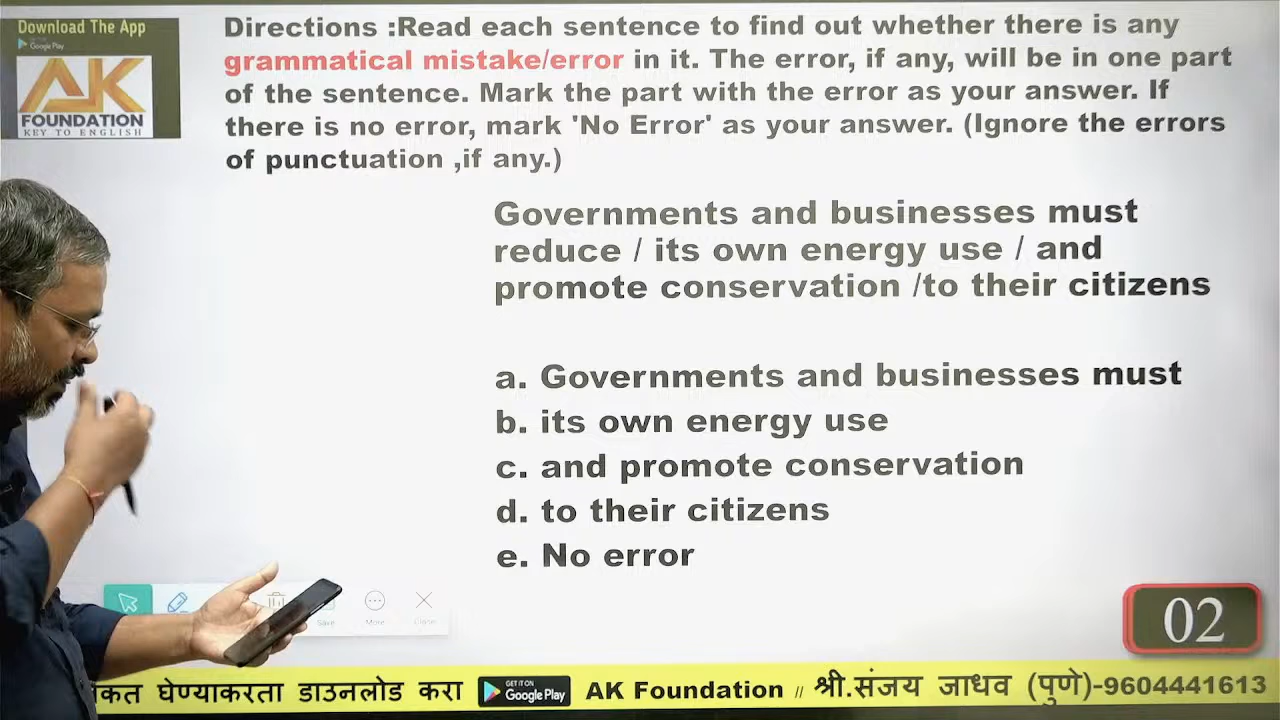 Download The App
Google Play
AK
FOUNDATION
KEY TO ENGLISH
Directions :Read each sentence to find out whether there is any
grammatical mistake/error in it. The error, if any, will be in one part
of the sentence. Mark the part with the error as your answer. If
there is no error, mark 'No Error' as your answer. (Ignore the errors
of punctuation ,if any.)
Governments and businesses must
reduce / its own energy use / and
promote conservation /to their citizens
a. Governments and businesses must
b. its own energy use
c. and promote conservation
d. to their citizens
e. No error
Save
More
Close
02
घेण्याकरता डाउनलोड करा GET IT ON Google Play AK Foundation // श्री.संजय जाधव (पुणे)-9604441613